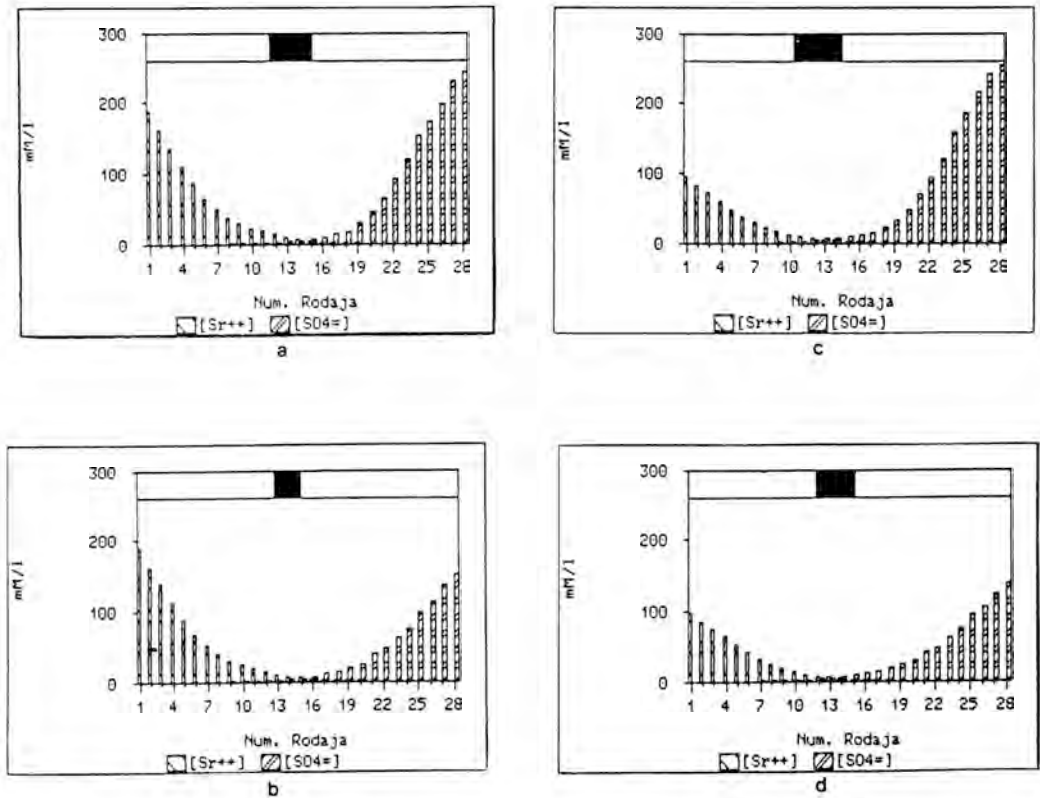 300
200
100
0
mM/l
1 4 7 10 13 16 19 22 25 28
Num. Rodaja
[Sr++] [SO4=]
a
300
200
100
0
mM/l
1 4 7 10 13 16 19 22 25 28
Num. Rodaja
[Sr++] [SO4=]
c
300
200
100
0
mM/l
1 4 7 10 13 16 19 22 25 28
Num. Rodaja
[Sr++] [SO4=]
b
300
200
100
0
mM/l
1 4 7 10 13 16 19 22 25 28
Num. Rodaja
[Sr++] [SO4=]
d